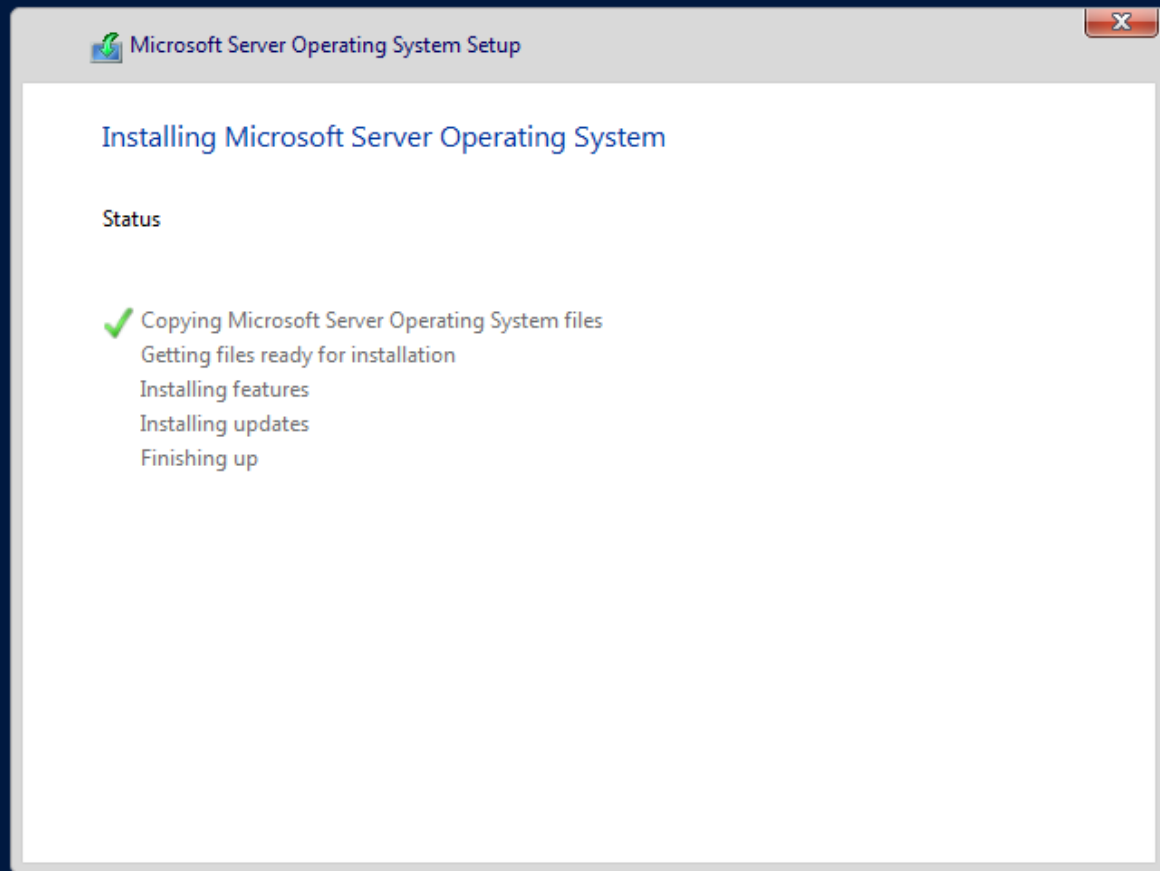 Microsoft Server Operating System Setup
Installing Microsoft Server Operating System
Status
Copying Microsoft Server Operating System files
Getting files ready for installation
Installing features
Installing updates
Finishing up